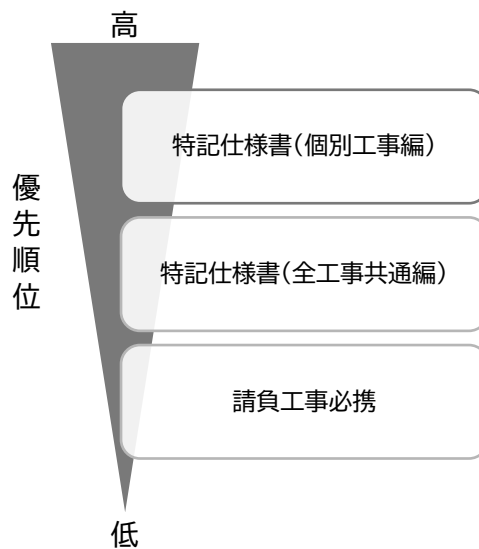 高
特記仕様書(個別工事編)
優先順位
特記仕様書(全工事共通編)
請負工事必携
低